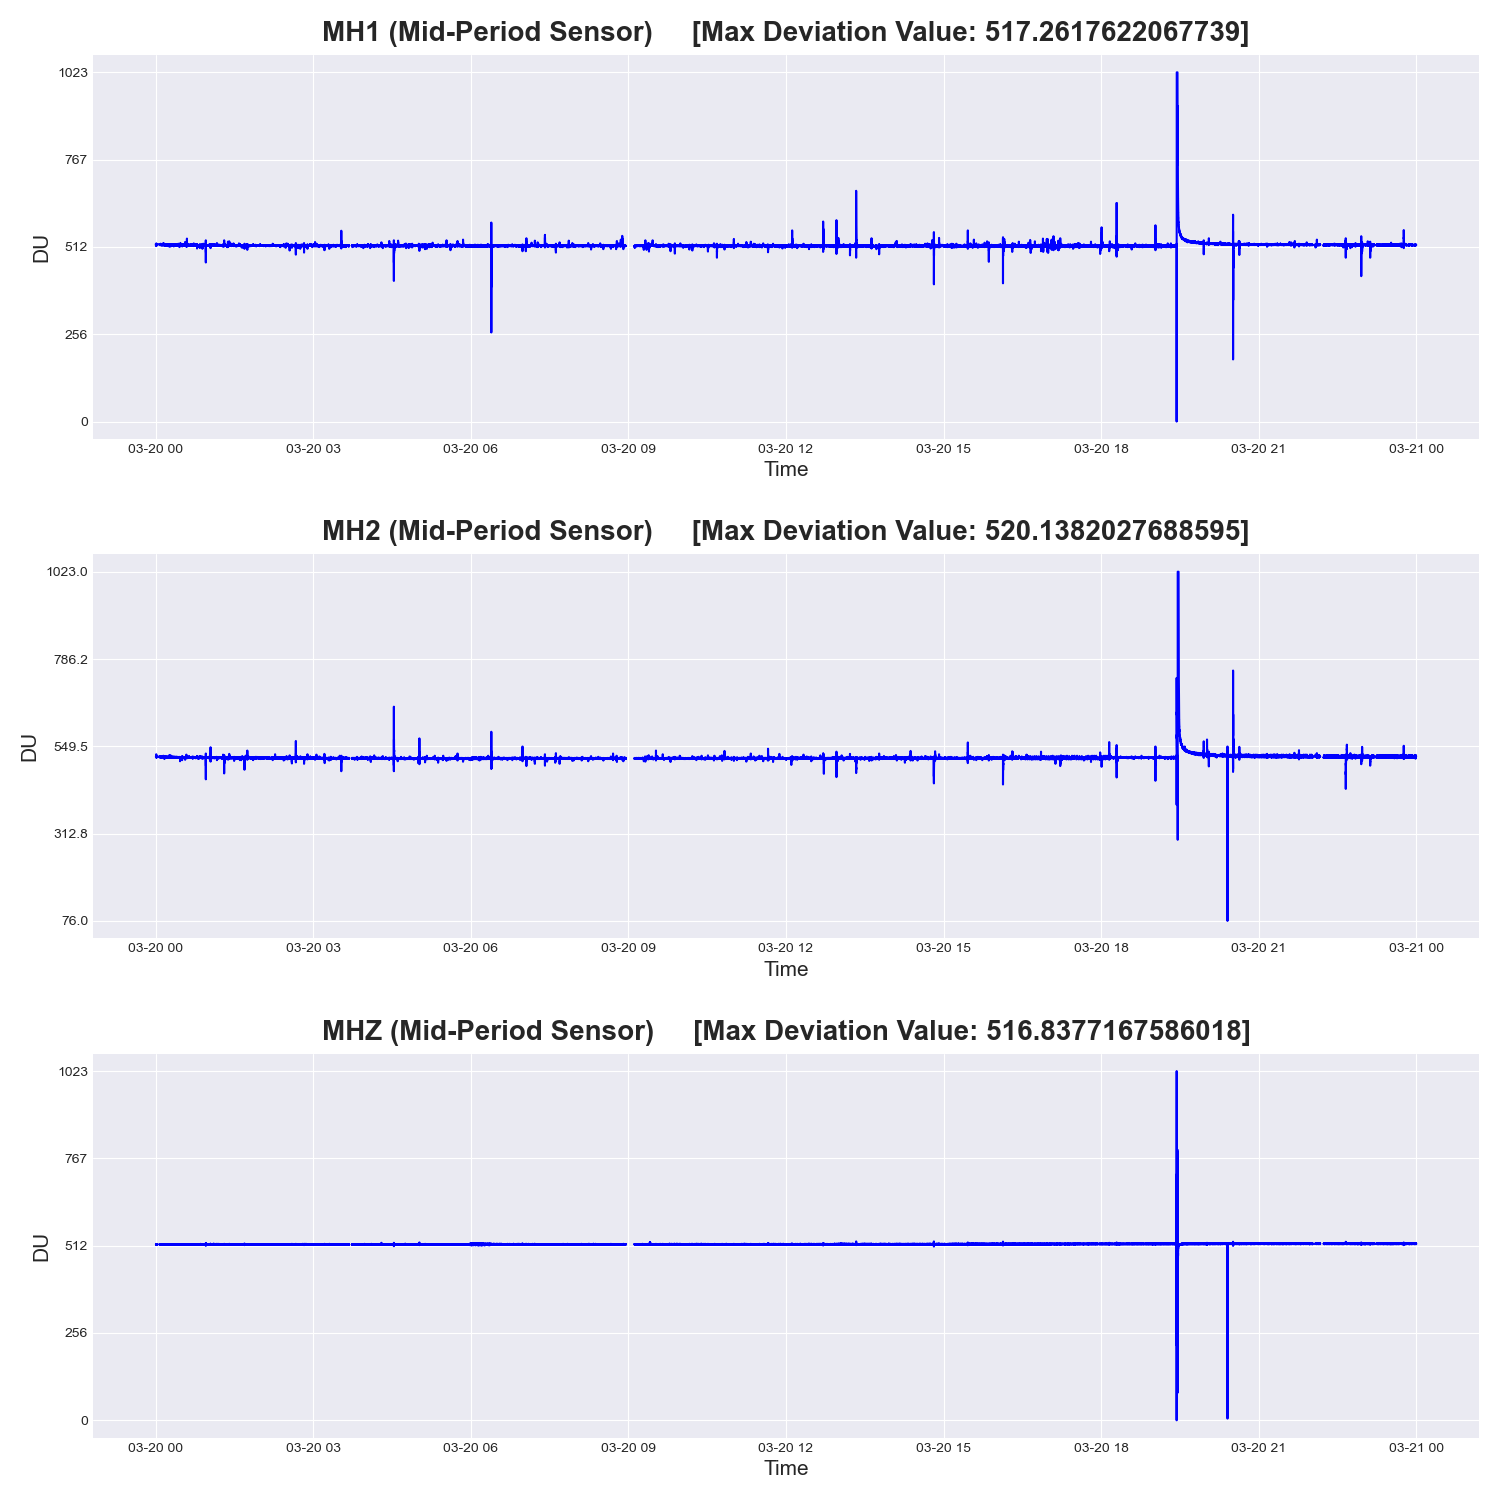 MH1 (Mid-Period Sensor) [Max Deviation Value: 517.2617622067739]
1023
767
512
256
0
DU
03-20 00 03-20 03 03-20 06 03-20 09 03-20 12 03-20 15 03-20 18 03-20 21 03-21 00
Time
MH2 (Mid-Period Sensor) [Max Deviation Value: 520.1382027688595]
1023.0
786.2
549.5
312.8
76.0
DU
03-20 00 03-20 03 03-20 06 03-20 09 03-20 12 03-20 15 03-20 18 03-20 21 03-21 00
Time
MHZ (Mid-Period Sensor) [Max Deviation Value: 516.8377167586018]
1023
767
512
256
0
DU
03-20 00 03-20 03 03-20 06 03-20 09 03-20 12 03-20 15 03-20 18 03-20 21 03-21 00
Time